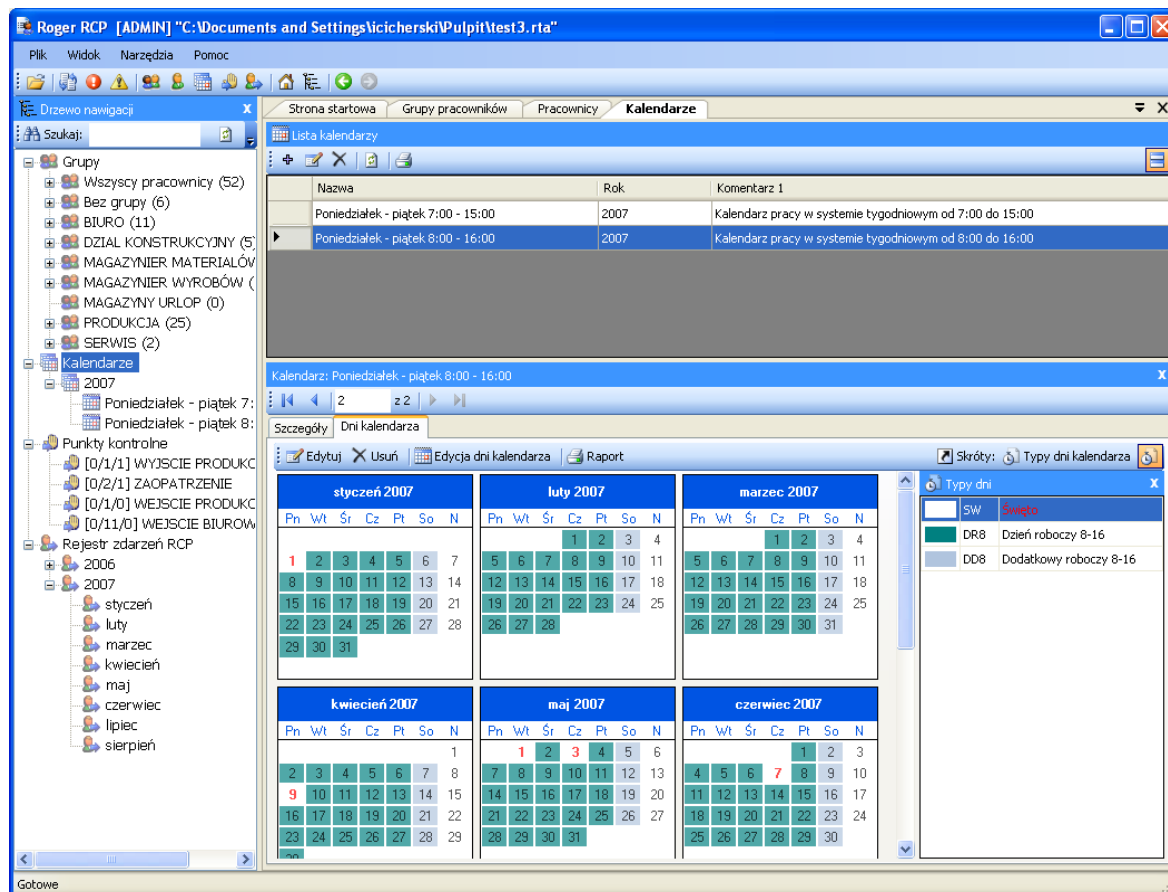 Roger RCP [ADMIN] "C:\Documents and Settings\icicherski\Pulpit\test3.rta"
Plik Widok Narzędzia Pomoc
Drzewo nawigacji x
Szukaj:
Grupy
Wszyscy pracownicy (52)
Bez grupy (6)
BIURO (11)
DZIAL KONSTRUKCYJNY (5)
MAGAZYNIER MATERIALÓW
MAGAZYNIER WYROBÓW (
MAGAZYNY URLOP (0)
PRODUKCJA (25)
SERWIS (2)
Kalendarze
2007
Poniedziałek - piątek 7:
Poniedziałek - piątek 8:
Punkty kontrolne
[0/1/1] WYJSCIE PRODUKC
[0/2/1] ZAOPATRZENIE
[0/1/0] WEJSCIE PRODUKC
[0/11/0] WEJSCIE BIUROW
Rejestr zdarzeń RCP
2006
2007
styczeń
luty
marzec
kwiecień
maj
czerwiec
lipiec
sierpień
Strona startowa Grupy pracowników Pracownicy Kalendarze x
Lista kalendarzy
Nazwa Rok Komentarz 1
Poniedziałek - piątek 7:00 - 15:00 2007 Kalendarz pracy w systemie tygodniowym od 7:00 do 15:00
Poniedziałek - piątek 8:00 - 16:00 2007 Kalendarz pracy w systemie tygodniowym od 8:00 do 16:00
Kalendarz: Poniedziałek - piątek 8:00 - 16:00 x
2 z 2
Szczegóły Dni kalendarza
Edytuj Usuń Edycja dni kalendarza Raport Skróty: Typy dni kalendarza
styczeń 2007
Pn Wt Śr Cz Pt So N
1 2 3 4 5 6 7
8 9 10 11 12 13 14
15 16 17 18 19 20 21
22 23 24 25 26 27 28
29 30 31
luty 2007
Pn Wt Śr Cz Pt So N
1 2 3 4
5 6 7 8 9 10 11
12 13 14 15 16 17 18
19 20 21 22 23 24 25
26 27 28
marzec 2007
Pn Wt Śr Cz Pt So N
1 2 3 4
5 6 7 8 9 10 11
12 13 14 15 16 17 18
19 20 21 22 23 24 25
26 27 28 29 30 31
kwiecień 2007
Pn Wt Śr Cz Pt So N
1
2 3 4 5 6 7 8
9 10 11 12 13 14 15
16 17 18 19 20 21 22
23 24 25 26 27 28 29
30
maj 2007
Pn Wt Śr Cz Pt So N
1 2 3 4 5 6
7 8 9 10 11 12 13
14 15 16 17 18 19 20
21 22 23 24 25 26 27
28 29 30 31
czerwiec 2007
Pn Wt Śr Cz Pt So N
1 2 3
4 5 6 7 8 9 10
11 12 13 14 15 16 17
18 19 20 21 22 23 24
25 26 27 28 29 30
Typy dni x
SW Święto
DR8 Dzień roboczy 8-16
DD8 Dodatkowy roboczy 8-16
Gotowe